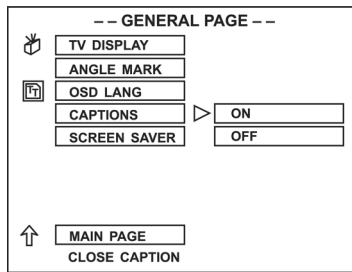 -- GENERAL PAGE --
TV DISPLAY
ANGLE MARK
OSD LANG
CAPTIONS ON
SCREEN SAVER OFF
MAIN PAGE
CLOSE CAPTION